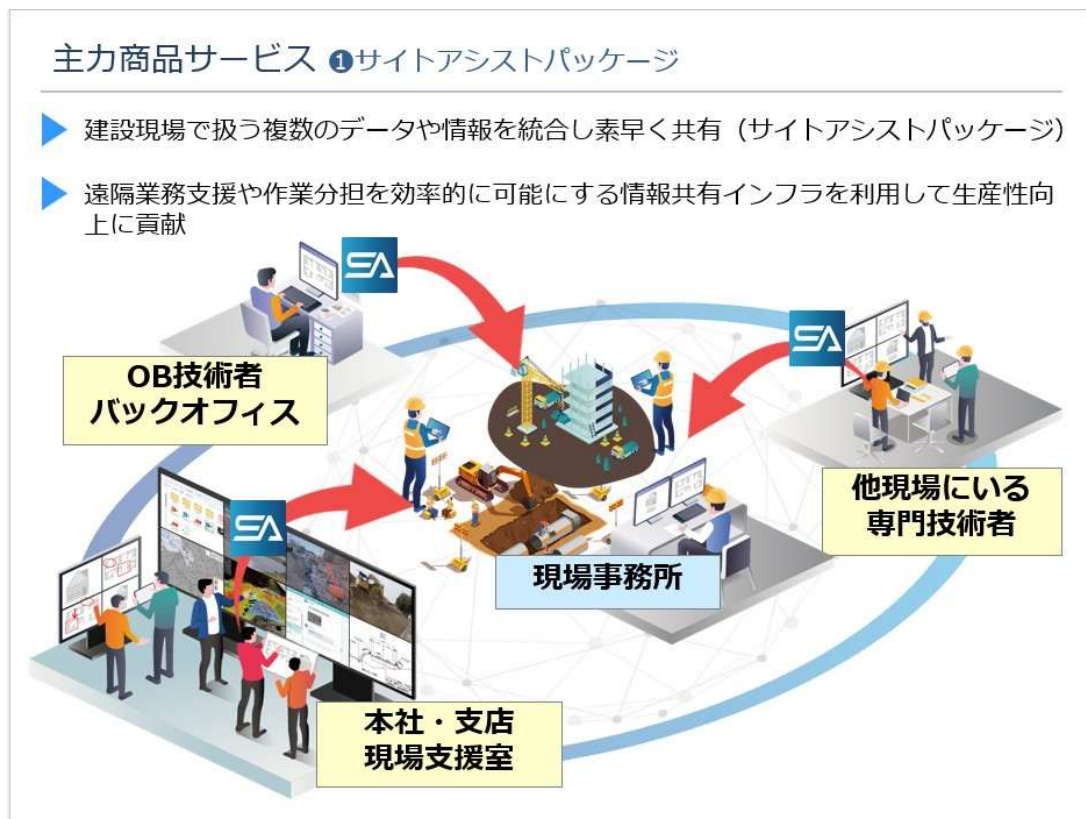 主力商品サービス ❶サイトアシストパッケージ
建設現場で扱う複数のデータや情報を統合し素早く共有（サイトアシストパッケージ）
遠隔業務支援や作業分担を効率的に可能にする情報共有インフラを利用して生産性向
上に貢献
SA
OB技術者
バックオフィス
SA
他現場にいる
専門技術者
SA
現場事務所
本社・支店
現場支援室